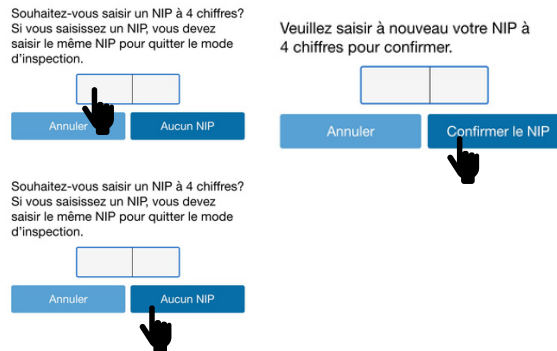 Souhaitez-vous saisir un NIP à 4 chiffres?
Si vous saisissez un NIP, vous devez
saisir le même NIP pour quitter le mode
d'inspection.
Annuler
Aucun NIP
Veuillez saisir à nouveau votre NIP à
4 chiffres pour confirmer.
Annuler
Confirmer le NIP
Souhaitez-vous saisir un NIP à 4 chiffres?
Si vous saisissez un NIP, vous devez
saisir le même NIP pour quitter le mode
d'inspection.
Annuler
Aucun NIP